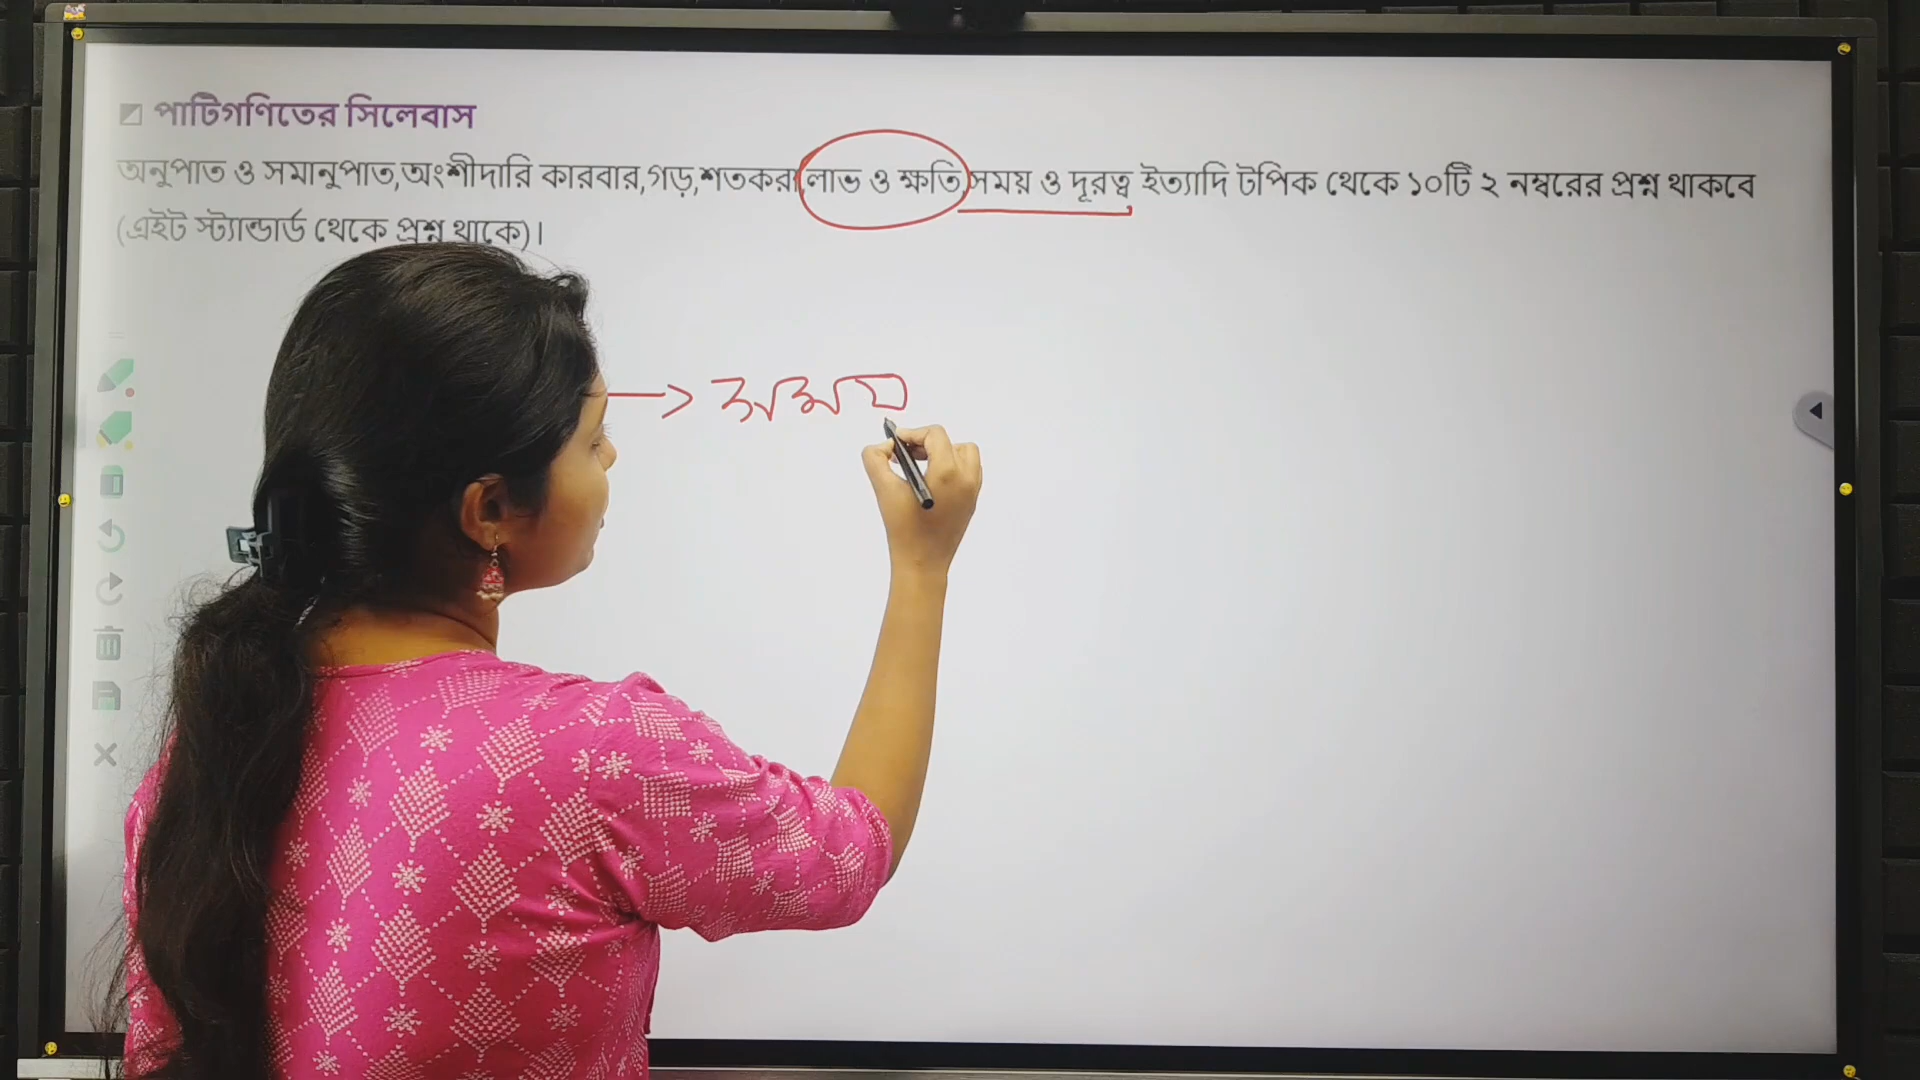 পাটিগণিতের সিলেবাস
অনুপাত ও সমানুপাত,অংশীদারি কারবার,গড়,শতকরা,লাভ ও ক্ষতি,সময় ও দূরত্ব ইত্যাদি টপিক থেকে ১০টি ২ নম্বরের প্রশ্ন থাকবে
(এইট স্ট্যান্ডার্ড থেকে প্রশ্ন থাকে)।
→ সময